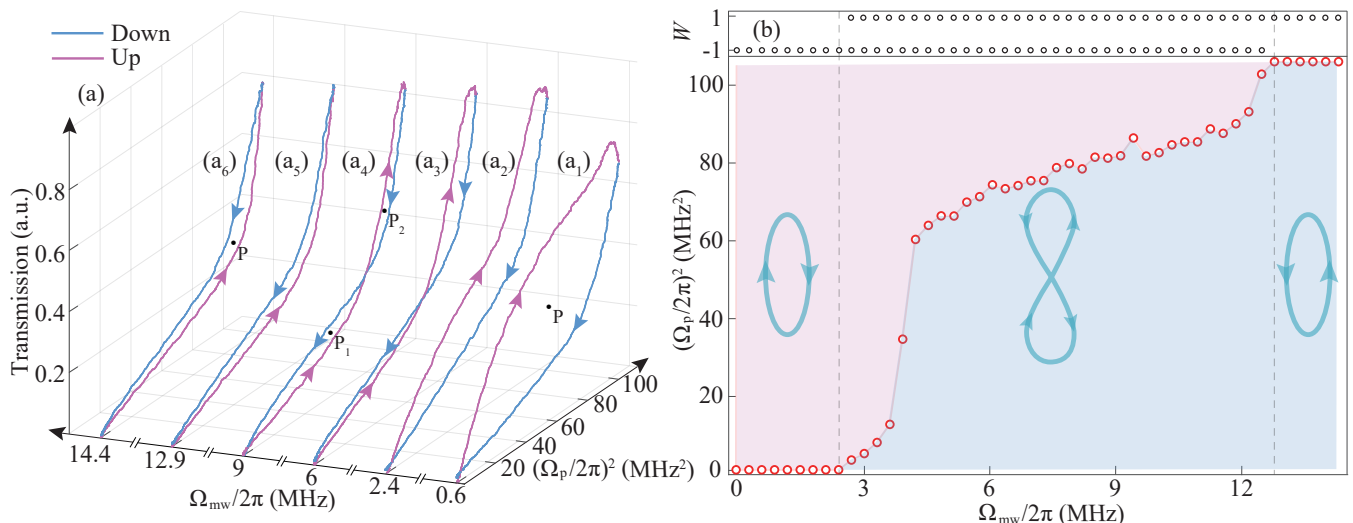 Down
Up
(a)
(a₆)
(a₅)
(a₄)
(a₃)
(a₂)
(a₁)
P
P₂
P₁
P
Transmission (a.u.)
0.8
0.6
0.4
0.2
14.4
12.9
9
6
2.4
0.6
Ωmw/2π (MHz)
20
40
60
80
100
(Ωp/2π)² (MHz²)
(b)
W
1
-1
(Ωp/2π)² (MHz²)
100
80
60
40
20
0
0
3
6
9
12
Ωmw/2π (MHz)